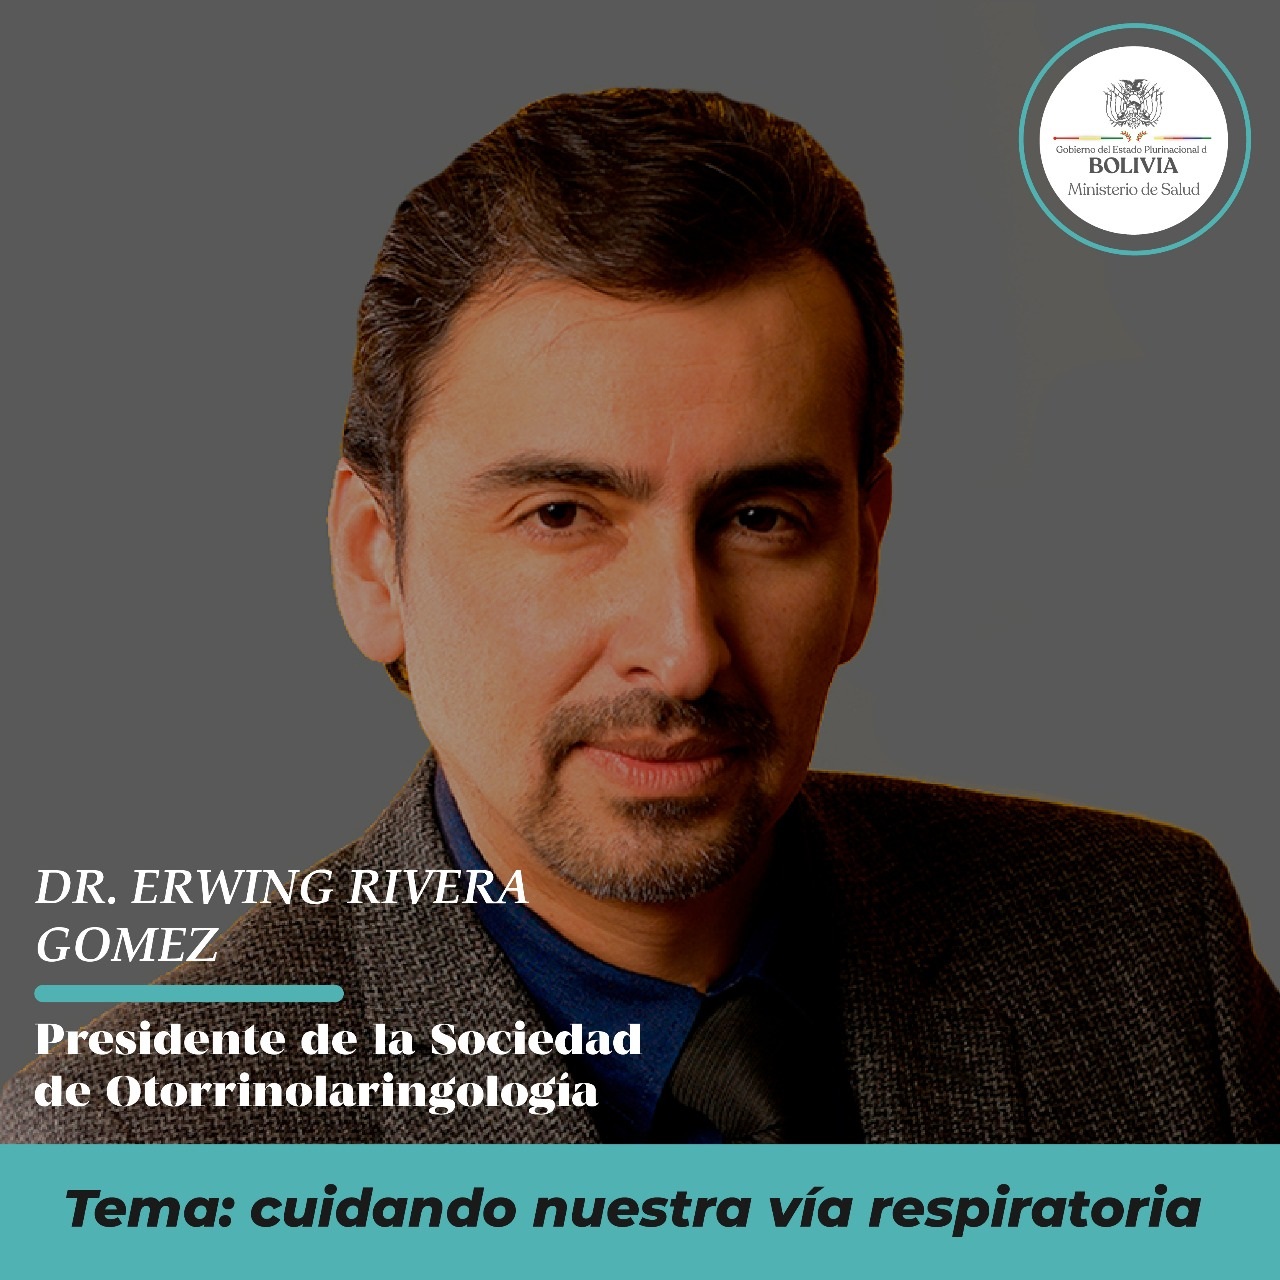 Gobierno del Estado Plurinacional d
BOLIVIA
Ministerio de Salud
DR. ERWING RIVERA
GOMEZ
Presidente de la Sociedad
de Otorrinolaringología
Tema: cuidando nuestra vía respiratoria